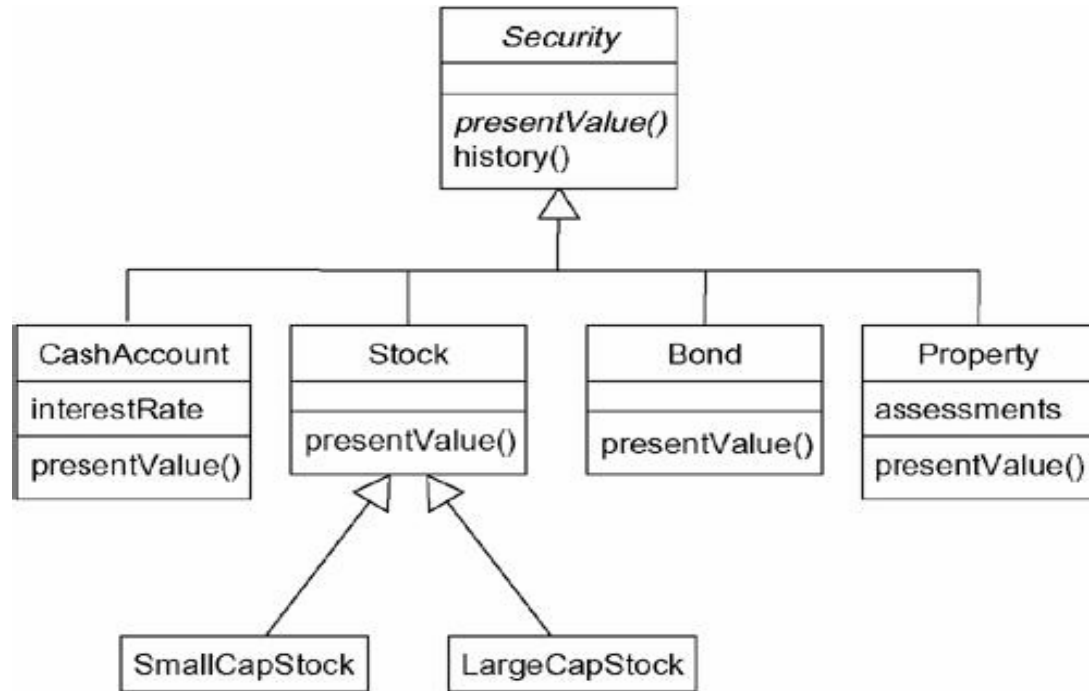 Security
presentValue()
history()
CashAccount
interestRate
presentValue()
Stock
presentValue()
Bond
presentValue()
Property
assessments
presentValue()
SmallCapStock
LargeCapStock